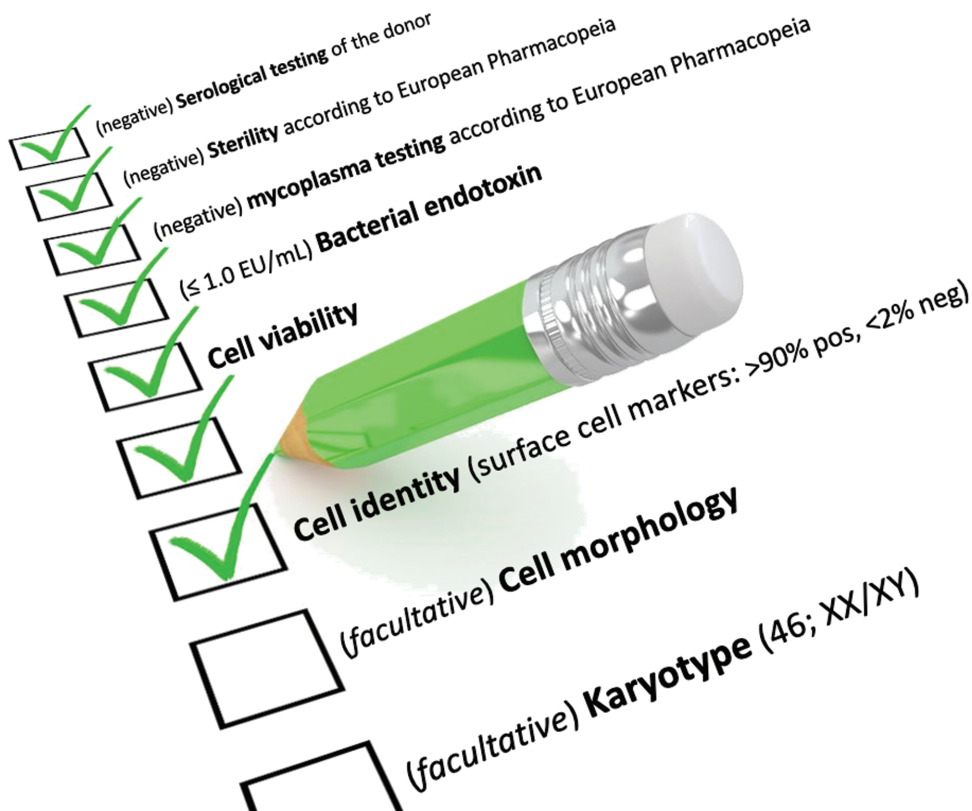 (negative) Serological testing of the donor
(negative) Sterility according to European Pharmacopeia
(negative) mycoplasma testing according to European Pharmacopeia
(≤ 1.0 EU/mL) Bacterial endotoxin
Cell viability
Cell identity (surface cell markers: >90% pos, <2% neg)
(facultative) Cell morphology
(facultative) Karyotype (46; XX/XY)